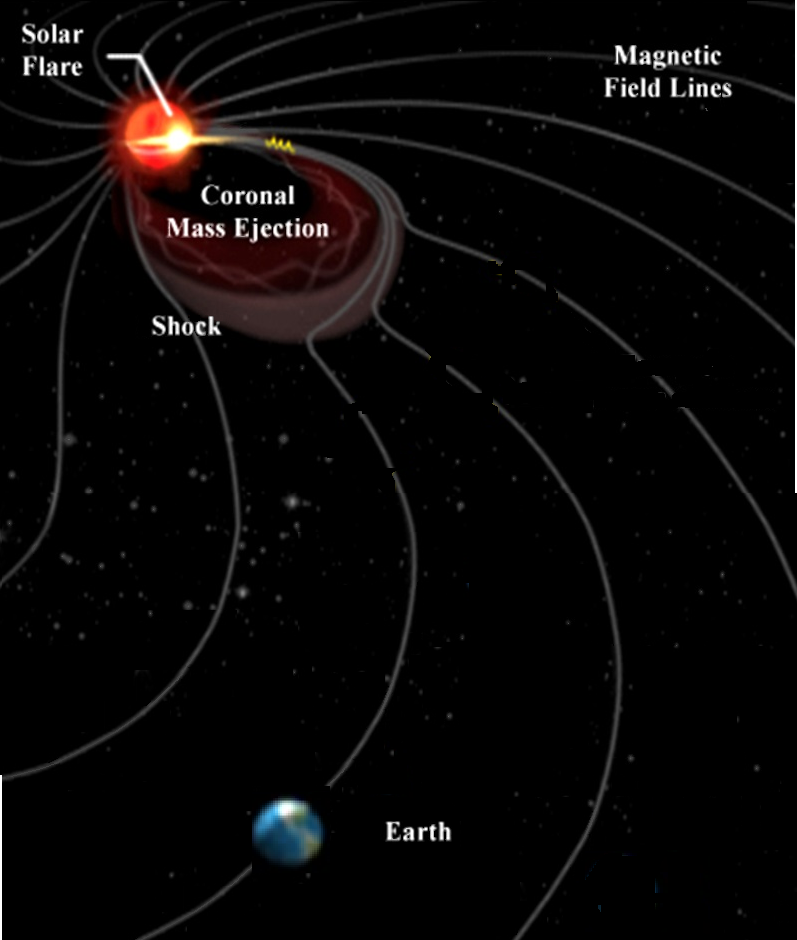 Solar
Flare
Magnetic
Field Lines
Coronal
Mass Ejection
Shock
Earth